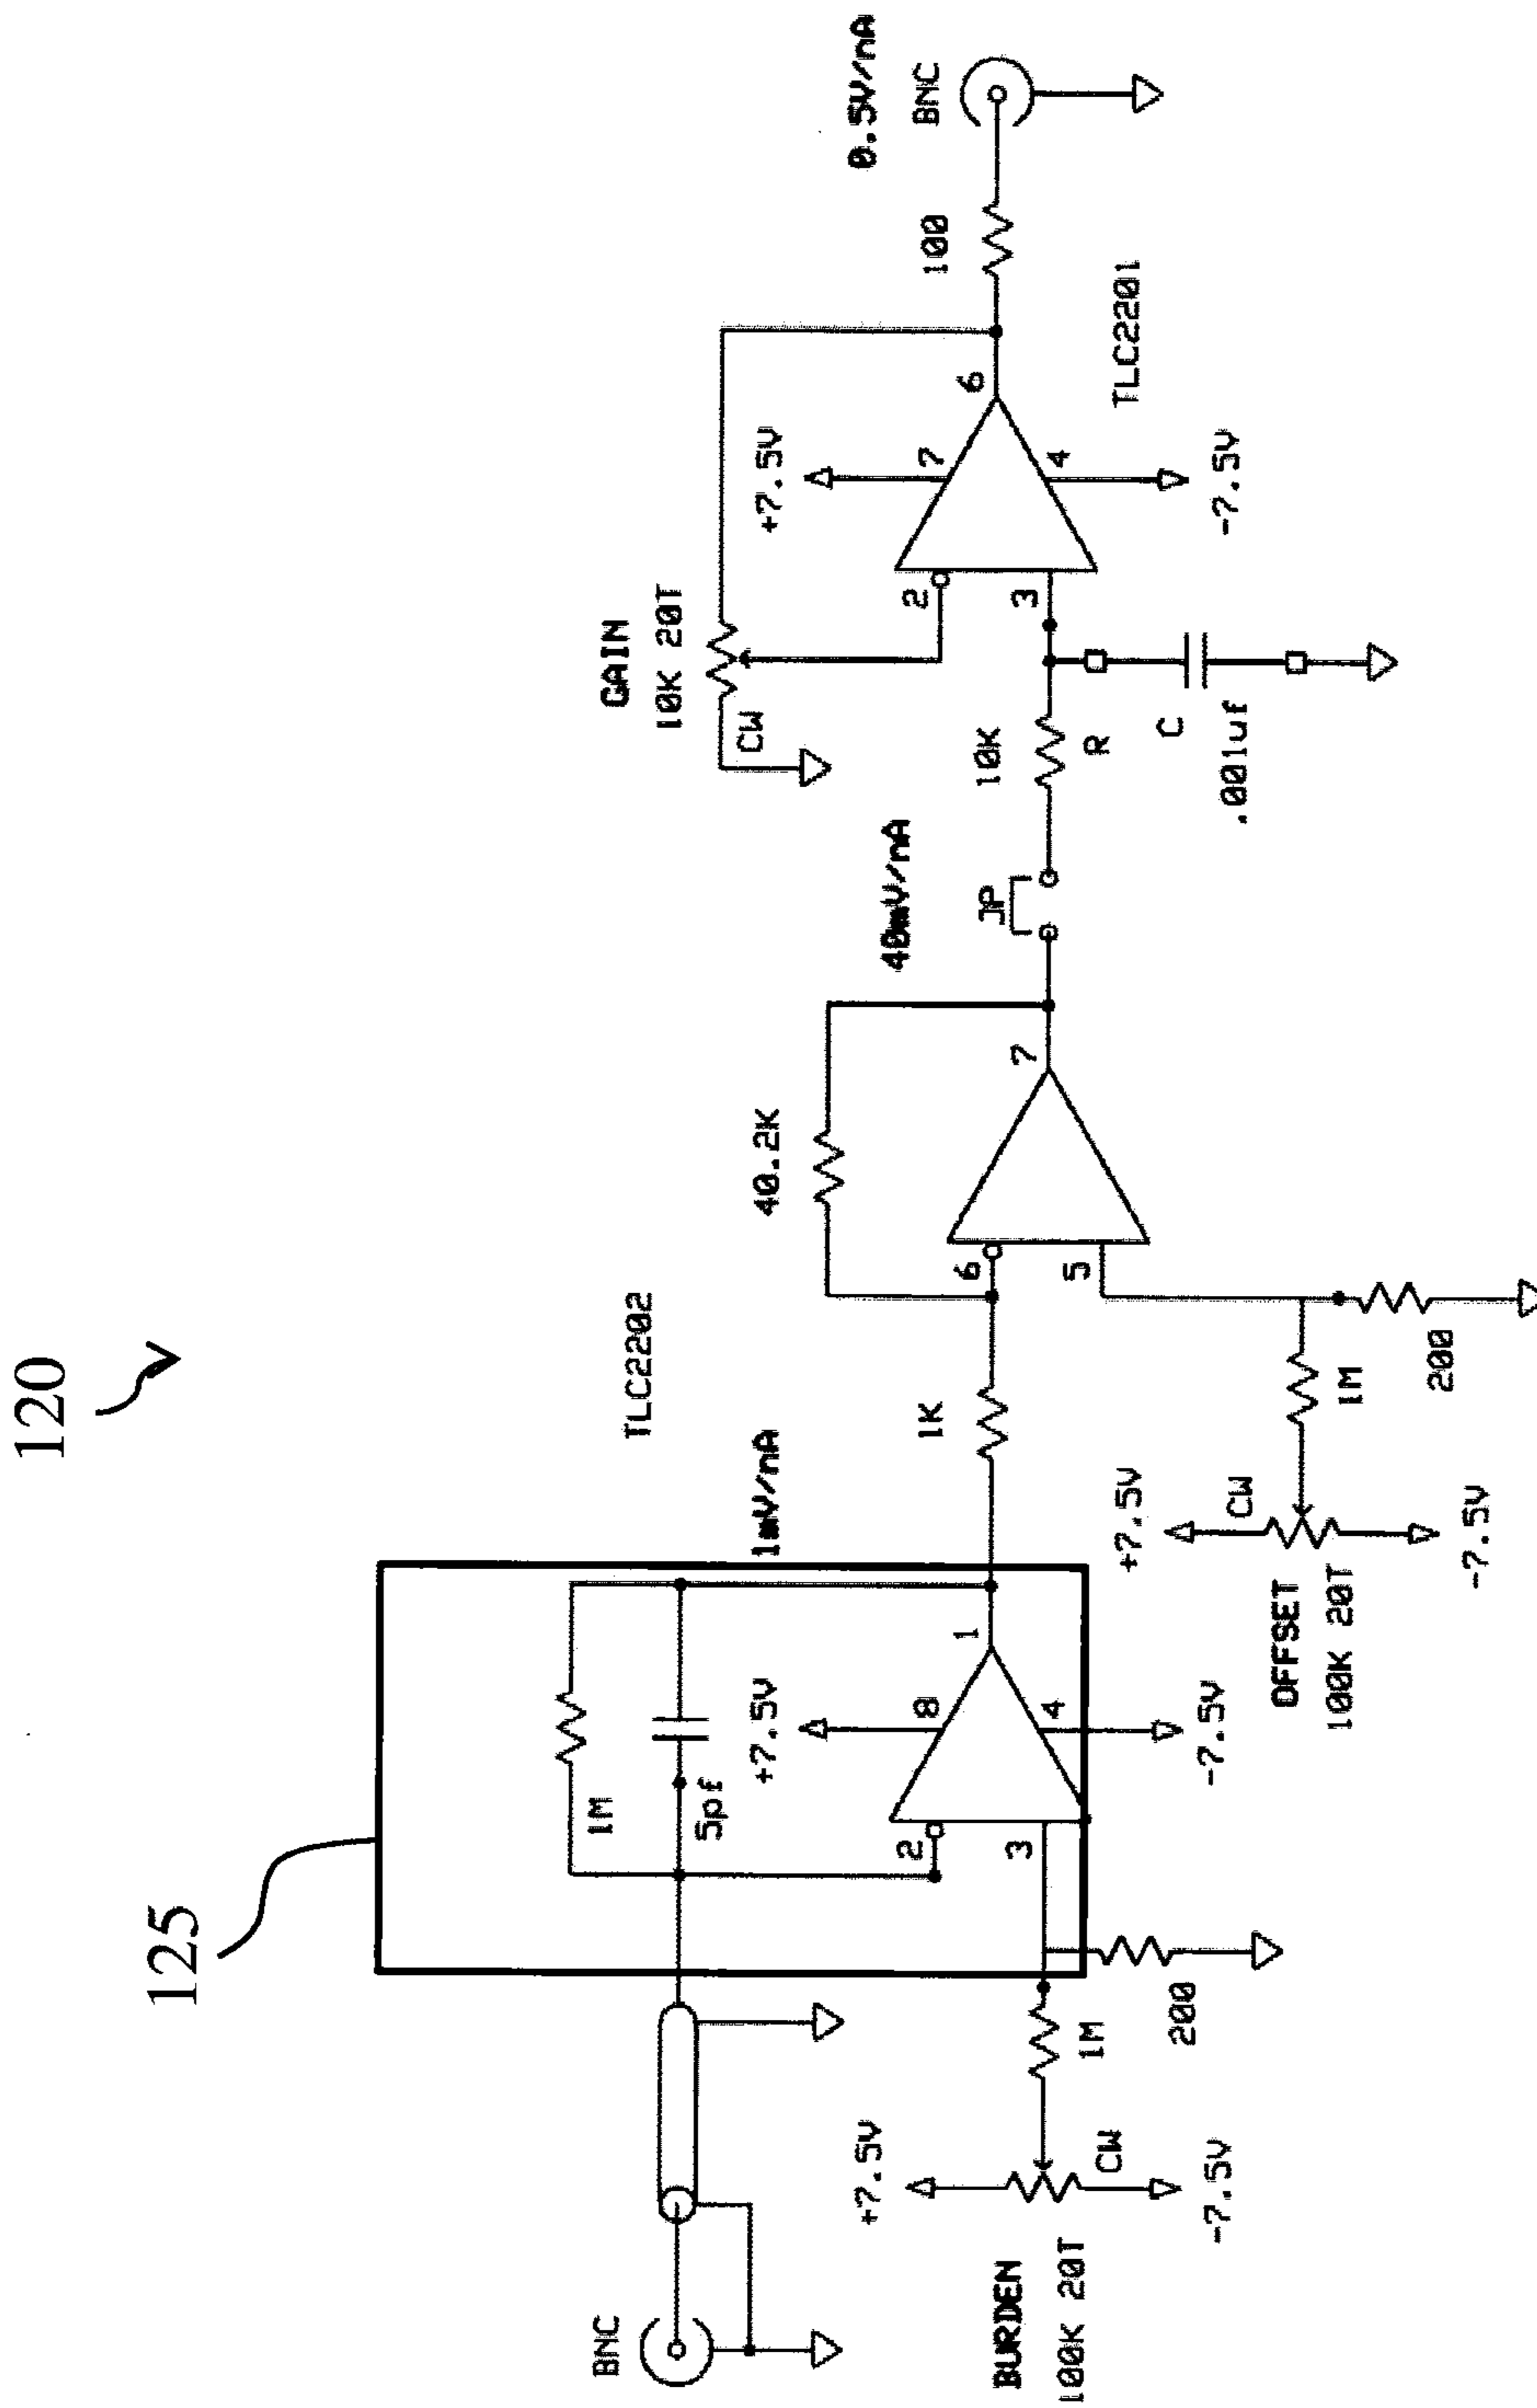 120
125
BNC
BURDEN
100K 20T
+7.5V
CW
-7.5V
1M
200
1M
5pf
+7.5V
2
3
8
4
1
-7.5V
1mV/nA
TLC2202
1K
OFFSET
100K 20T
+7.5V
CW
-7.5V
1M
200
40.2K
6
5
7
40mV/nA
JP
10K
R
C
.001uf
GAIN
10K 20T
CW
+7.5V
2
3
7
4
6
-7.5V
TLC2201
100
0.5V/nA
BNC